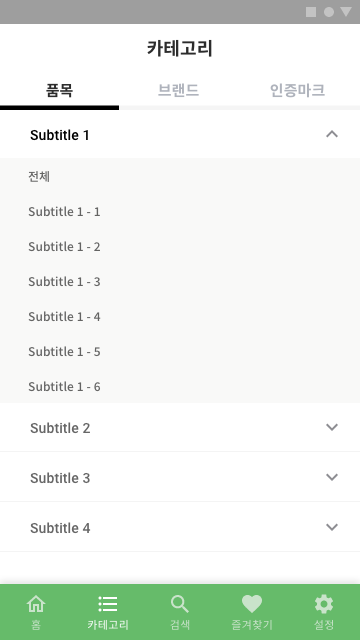 카테고리
품목 브랜드 인증마크
Subtitle 1
전체
Subtitle 1 - 1
Subtitle 1 - 2
Subtitle 1 - 3
Subtitle 1 - 4
Subtitle 1 - 5
Subtitle 1 - 6
Subtitle 2
Subtitle 3
Subtitle 4
홈 카테고리 검색 즐겨찾기 설정